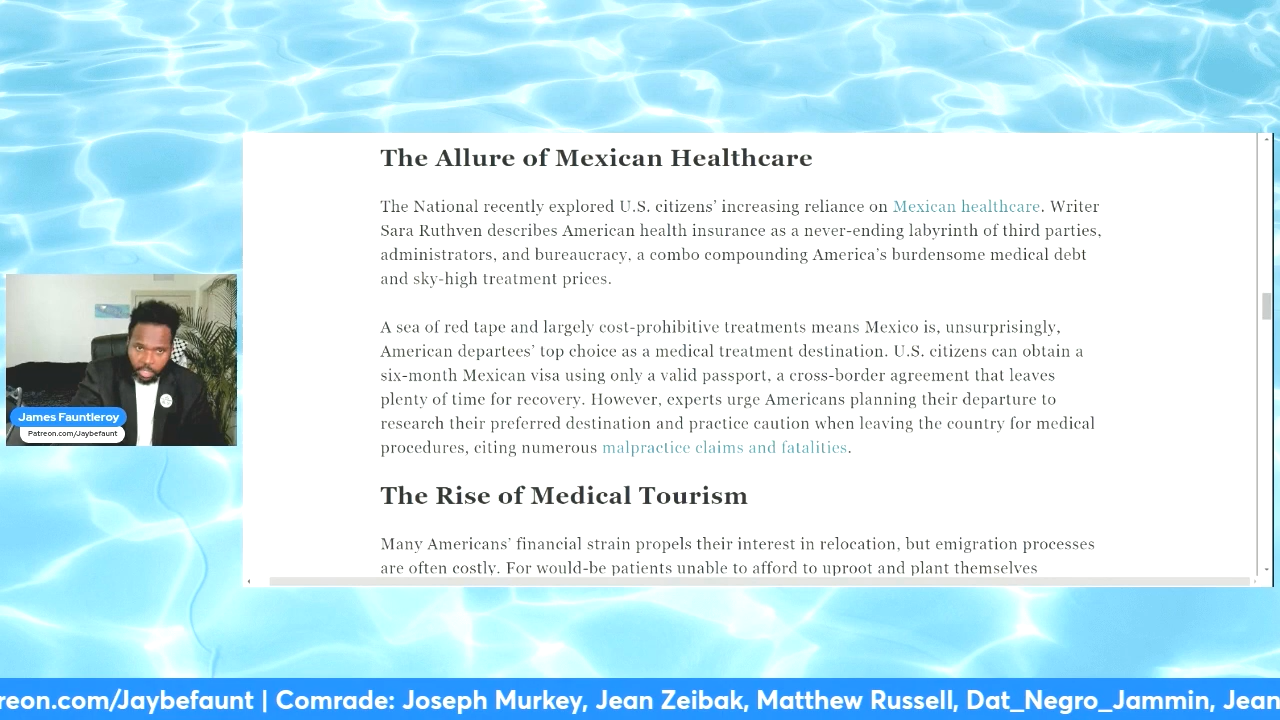 The Allure of Mexican Healthcare
The National recently explored U.S. citizens' increasing reliance on Mexican healthcare. Writer
Sara Ruthven describes American health insurance as a never-ending labyrinth of third parties,
administrators, and bureaucracy, a combo compounding America's burdensome medical debt
and sky-high treatment prices.
A sea of red tape and largely cost-prohibitive treatments means Mexico is, unsurprisingly,
American departees' top choice as a medical treatment destination. U.S. citizens can obtain a
six-month Mexican visa using only a valid passport, a cross-border agreement that leaves
plenty of time for recovery. However, experts urge Americans planning their departure to
research their preferred destination and practice caution when leaving the country for medical
procedures, citing numerous malpractice claims and fatalities.
The Rise of Medical Tourism
Many Americans' financial strain propels their interest in relocation, but emigration processes
are often costly. For would-be patients unable to afford to uproot and plant themselves
James Fauntleroy
Patreon.com/Jaybefaunt
reon.com/Jaybefaunt | Comrade: Joseph Murkey, Jean Zeibak, Matthew Russell, Dat_Negro_Jammin, Jean